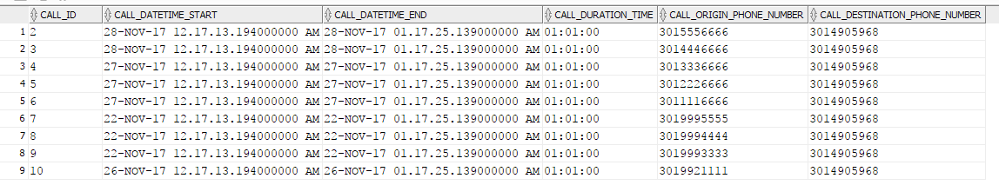 CALL_ID CALL_DATETIME_START CALL_DATETIME_END CALL_DURATION_TIME CALL_ORIGIN_PHONE_NUMBER CALL_DESTINATION_PHONE_NUMBER
1 2 28-NOV-17 12.17.13.194000000 AM 28-NOV-17 01.17.25.139000000 AM 01:01:00 3015556666 3014905968
2 3 28-NOV-17 12.17.13.194000000 AM 28-NOV-17 01.17.25.139000000 AM 01:01:00 3014446666 3014905968
3 4 27-NOV-17 12.17.13.194000000 AM 27-NOV-17 01.17.25.139000000 AM 01:01:00 3013336666 3014905968
4 5 27-NOV-17 12.17.13.194000000 AM 27-NOV-17 01.17.25.139000000 AM 01:01:00 3012226666 3014905968
5 6 27-NOV-17 12.17.13.194000000 AM 27-NOV-17 01.17.25.139000000 AM 01:01:00 3011116666 3014905968
6 7 22-NOV-17 12.17.13.194000000 AM 22-NOV-17 01.17.25.139000000 AM 01:01:00 3019995555 3014905968
7 8 22-NOV-17 12.17.13.194000000 AM 22-NOV-17 01.17.25.139000000 AM 01:01:00 3019994444 3014905968
8 9 22-NOV-17 12.17.13.194000000 AM 22-NOV-17 01.17.25.139000000 AM 01:01:00 3019993333 3014905968
9 10 26-NOV-17 12.17.13.194000000 AM 26-NOV-17 01.17.25.139000000 AM 01:01:00 3019921111 3014905968